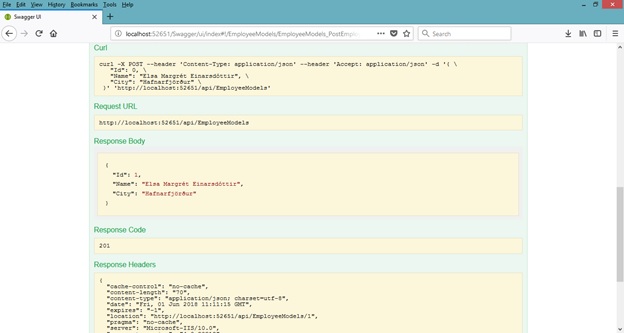 File Edit View History Bookmarks Tools Help
Swagger UI
localhost:52651/Swagger/ui/index#!/EmployeeModels/EmployeeModels_PostEmplo
Search
Curl
curl -X POST --header 'Content-Type: application/json' --header 'Accept: application/json' -d '{ \
"Id": 0, \
"Name": "Elsa Margrét Einarsdóttir", \
"City": "Hafnarfjörður" \
}' 'http://localhost:52651/api/EmployeeModels'
Request URL
http://localhost:52651/api/EmployeeModels
Response Body
{
"Id": 1,
"Name": "Elsa Margrét Einarsdóttir",
"City": "Hafnarfjörður"
}
Response Code
201
Response Headers
{
"cache-control": "no-cache",
"content-length": "70",
"content-type": "application/json; charset=utf-8",
"date": "Fri, 01 Jun 2018 11:11:15 GMT",
"expires": "-1",
"location": "http://localhost:52651/api/EmployeeModels/1",
"pragma": "no-cache",
"server": "Microsoft-IIS/10.0",